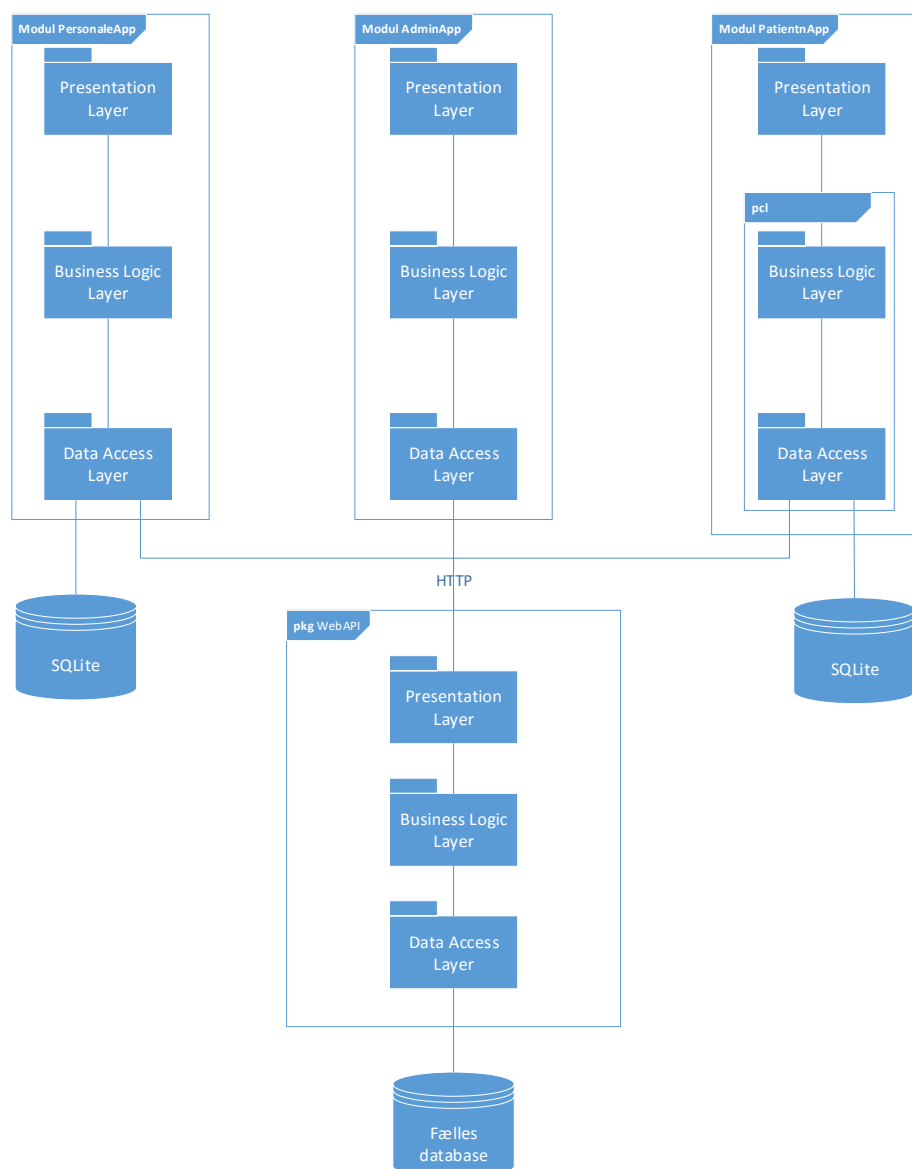 Modul PersonaleApp
Presentation
Layer
Business Logic
Layer
Data Access
Layer
SQLite
Modul AdminApp
Presentation
Layer
Business Logic
Layer
Data Access
Layer
Modul PatientnApp
Presentation
Layer
pcl
Business Logic
Layer
Data Access
Layer
SQLite
HTTP
pkg WebAPI
Presentation
Layer
Business Logic
Layer
Data Access
Layer
Fælles
database